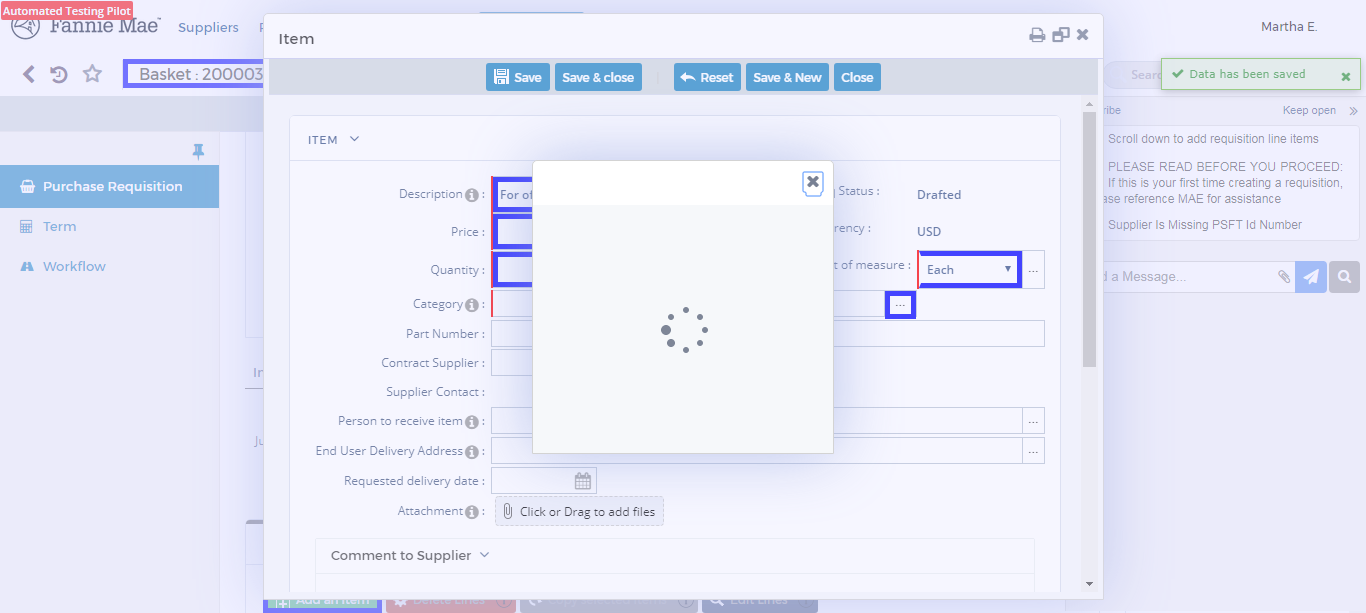 Automated Testing Pilot
Fannie Mae
Suppliers
Martha E.
Item
Basket : 200003
Save
Save & close
Reset
Save & New
Close
Data has been saved
Keep open
Scroll down to add requisition line items
PLEASE READ BEFORE YOU PROCEED:
If this is your first time creating a requisition,
reference MAE for assistance
Supplier Is Missing PSFT Id Number
a Message...
Purchase Requisition
Term
Workflow
ITEM
Description :
For of
Status :
Drafted
Price :
USD
Quantity :
of measure :
Each
...
Category :
...
Part Number :
Contract Supplier :
Supplier Contact :
Person to receive item :
...
End User Delivery Address :
...
Requested delivery date :
Attachment :
Click or Drag to add files
Comment to Supplier
Add an item
Delete Lines
Edit Lines